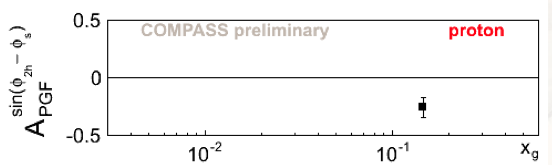 0.5
COMPASS preliminary
proton
0
-0.5
A_PGF^sin(ϕ_2h − ϕ_s)
10^-2
10^-1
x_g